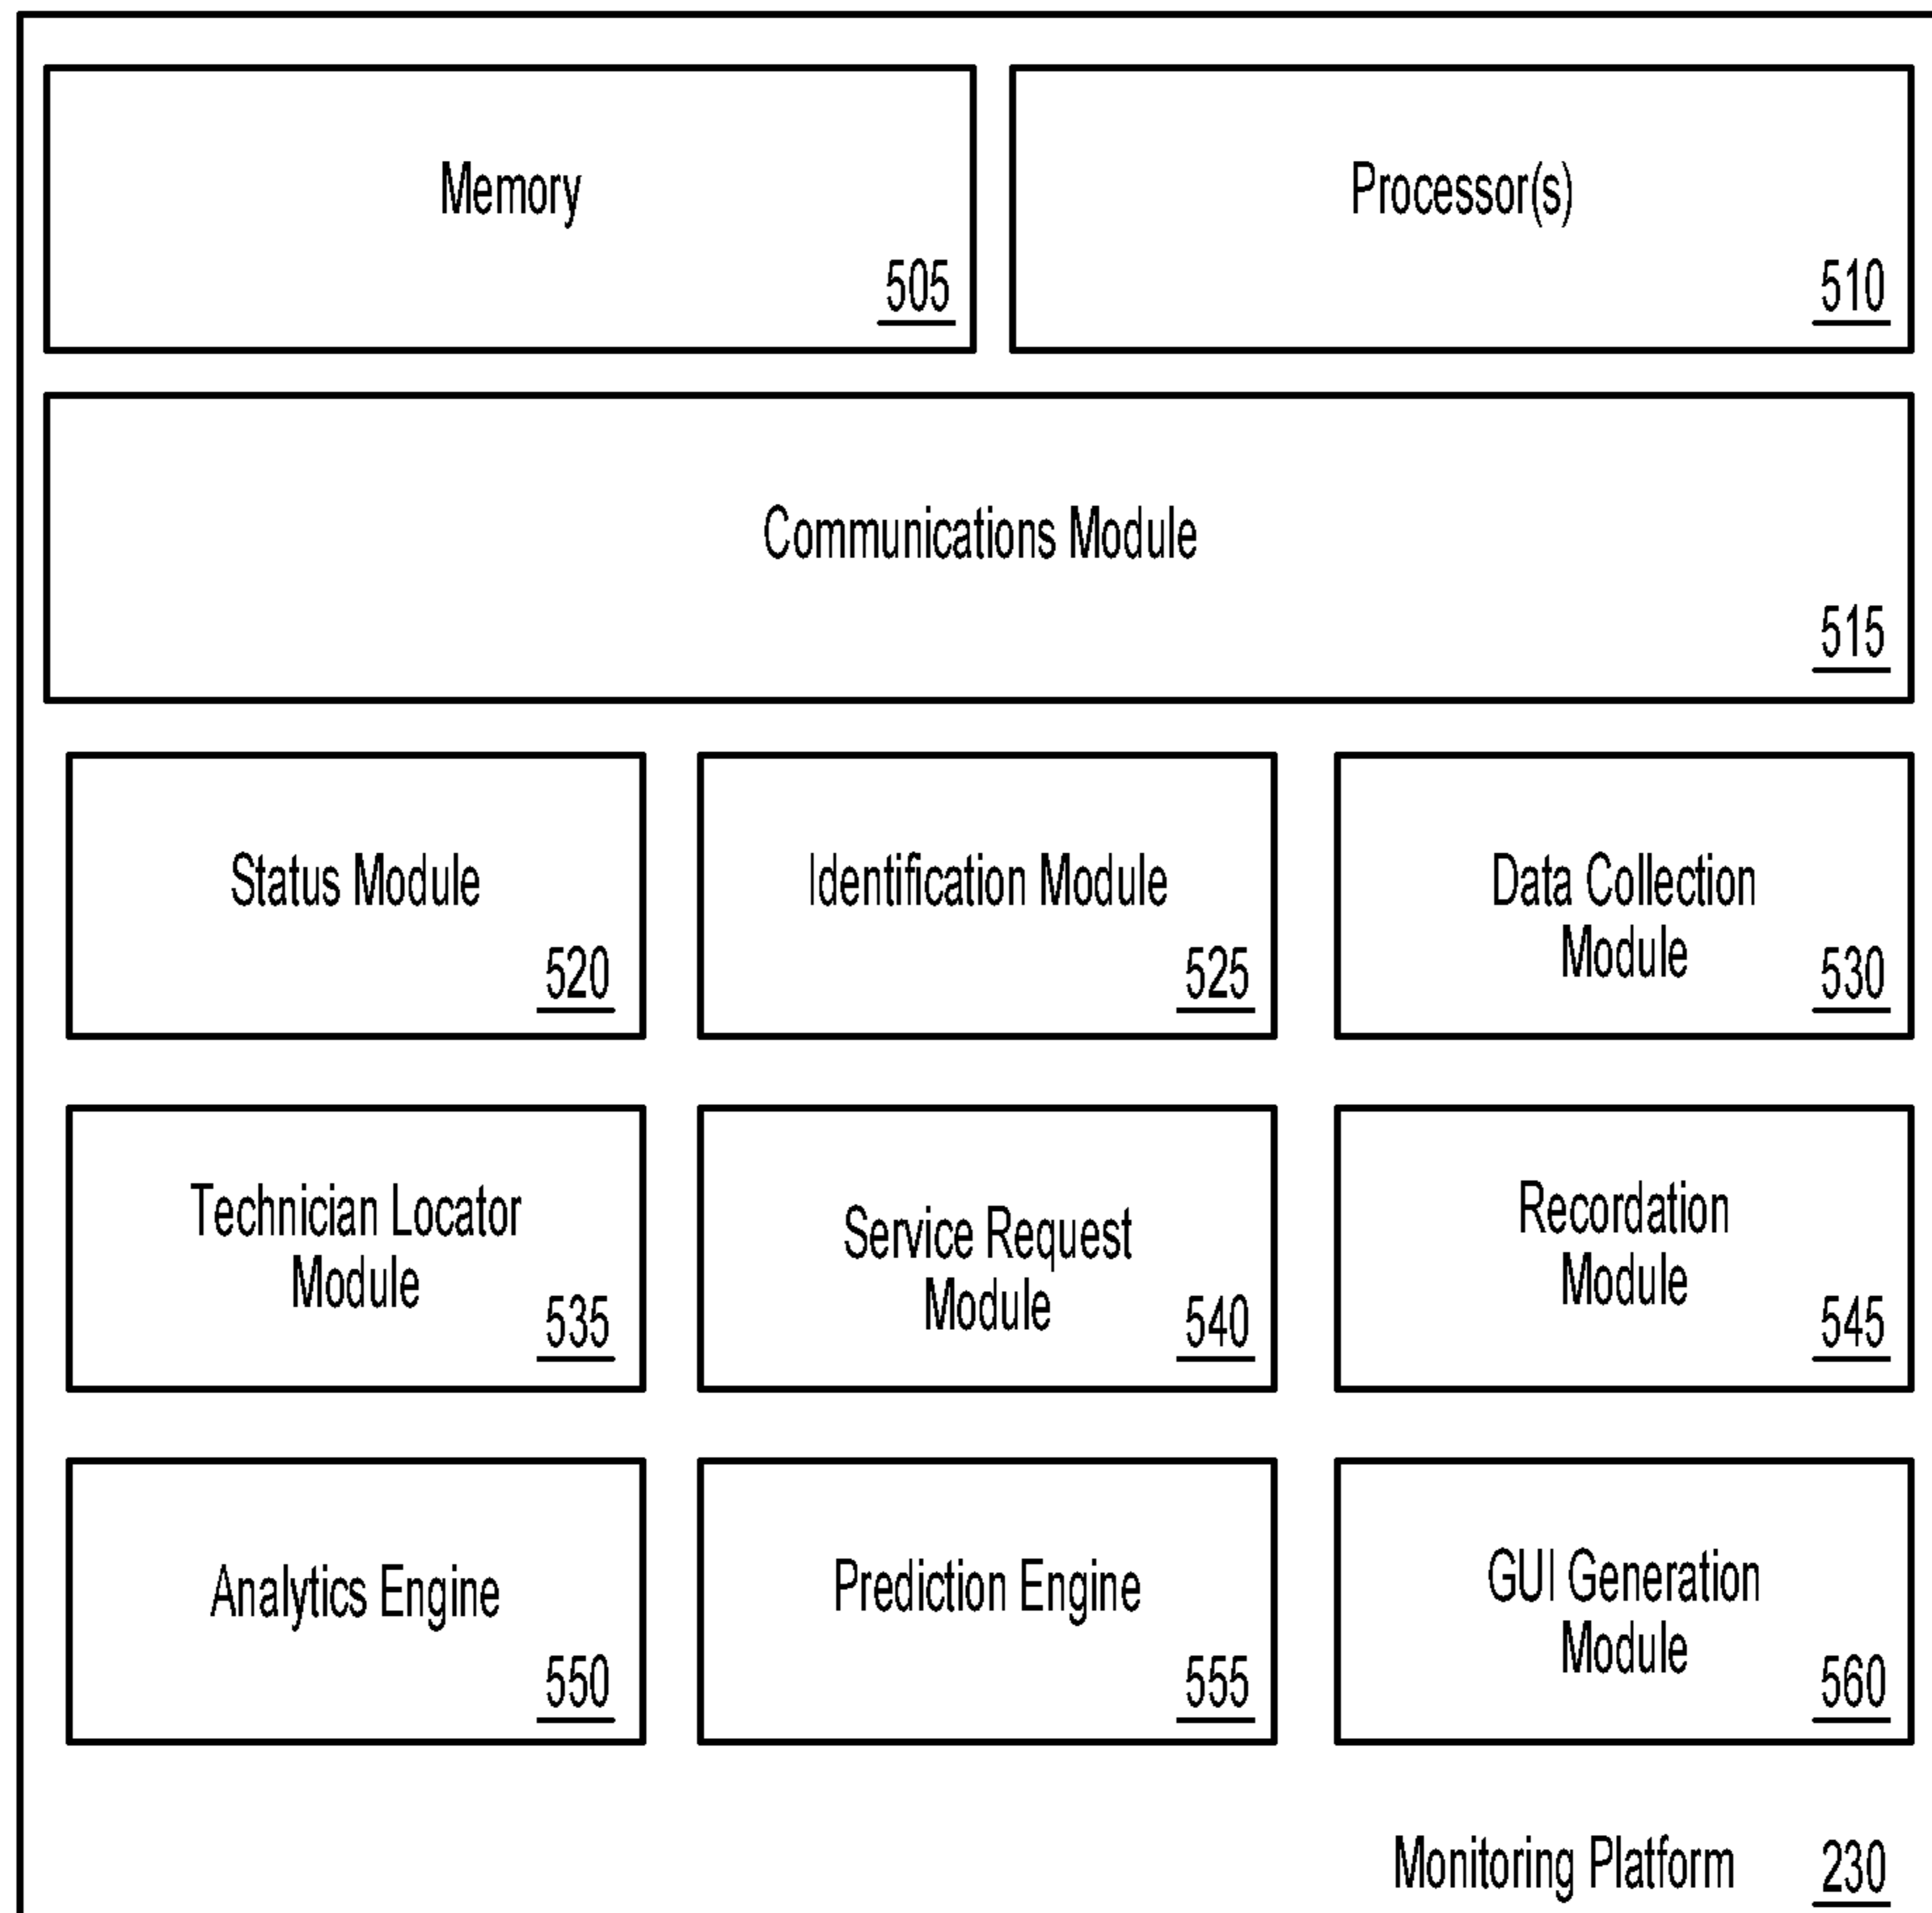 Memory
505
Processor(s)
510
Communications Module
515
Status Module
520
Identification Module
525
Data Collection
Module
530
Technician Locator
Module
535
Service Request
Module
540
Recordation
Module
545
Analytics Engine
550
Prediction Engine
555
GUI Generation
Module
560
Monitoring Platform 230